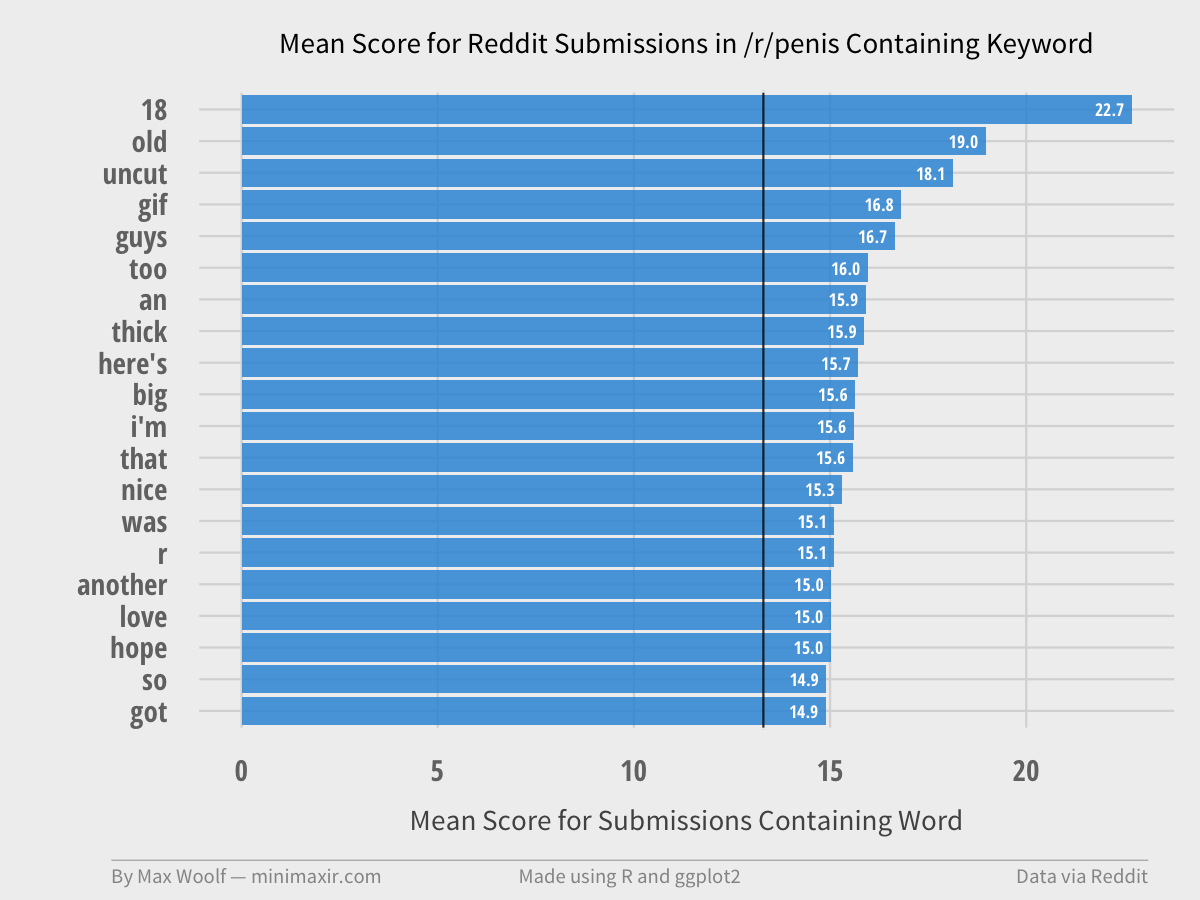 Mean Score for Reddit Submissions in /r/penis Containing Keyword
18 22.7
old 19.0
uncut 18.1
gif 16.8
guys 16.7
too 16.0
an 15.9
thick 15.9
here's 15.7
big 15.6
i'm 15.6
that 15.6
nice 15.3
was 15.1
r 15.1
another 15.0
love 15.0
hope 15.0
so 14.9
got 14.9
0 5 10 15 20
Mean Score for Submissions Containing Word
By Max Woolf — minimaxir.com Made using R and ggplot2 Data via Reddit